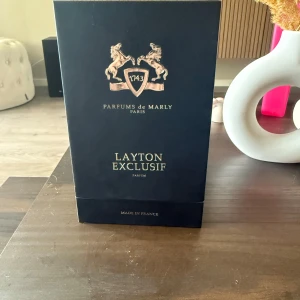 1743
PARFUMS de MARLY
PARIS
LAYTON
EXCLUSIF
PARFUM
MADE IN FRANCE